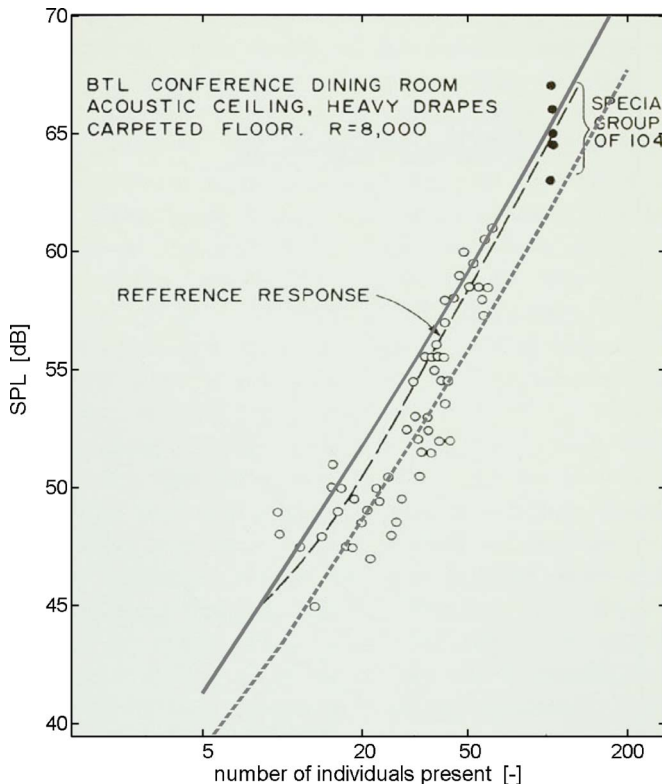 70
BTL CONFERENCE DINING ROOM
ACOUSTIC CEILING, HEAVY DRAPES
CARPETED FLOOR. R=8,000
SPECIA
GROUP
OF 104
65
60
REFERENCE RESPONSE
55
SPL [dB]
50
45
40
5 20 50 200
number of individuals present [-]